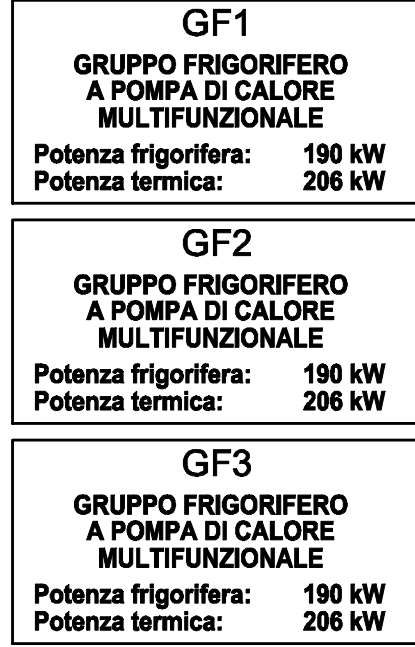 GF1
GRUPPO FRIGORIFERO
A POMPA DI CALORE
MULTIFUNZIONALE
Potenza frigorifera: 190 kW
Potenza termica: 206 kW
GF2
GRUPPO FRIGORIFERO
A POMPA DI CALORE
MULTIFUNZIONALE
Potenza frigorifera: 190 kW
Potenza termica: 206 kW
GF3
GRUPPO FRIGORIFERO
A POMPA DI CALORE
MULTIFUNZIONALE
Potenza frigorifera: 190 kW
Potenza termica: 206 kW